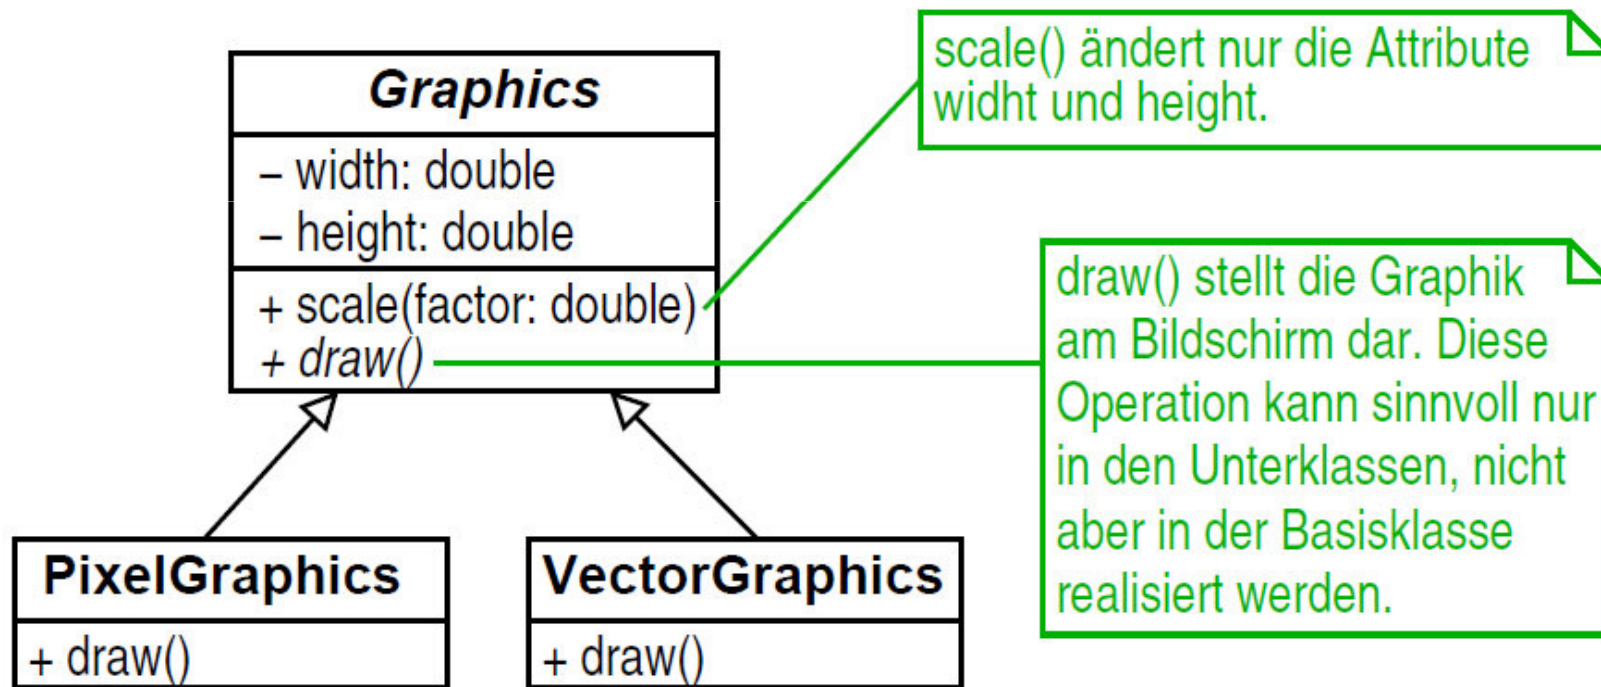 Graphics
– width: double
– height: double
+ scale(factor: double)
+ draw()
scale() ändert nur die Attribute
widht und height.
draw() stellt die Graphik
am Bildschirm dar. Diese
Operation kann sinnvoll nur
in den Unterklassen, nicht
aber in der Basisklasse
realisiert werden.
PixelGraphics
+ draw()
VectorGraphics
+ draw()